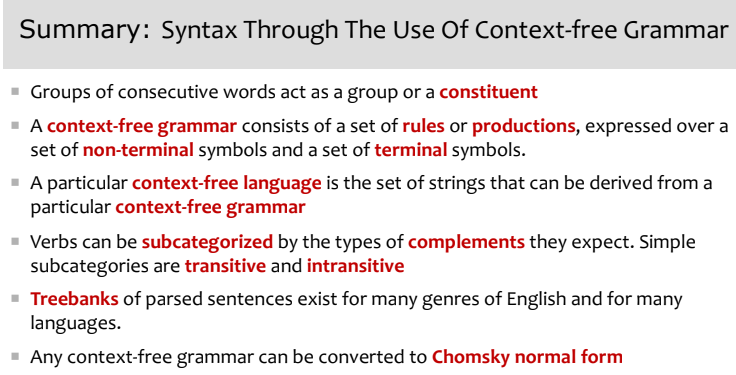 Summary: Syntax Through The Use Of Context-free Grammar
Groups of consecutive words act as a group or a constituent
A context-free grammar consists of a set of rules or productions, expressed over a
set of non-terminal symbols and a set of terminal symbols.
A particular context-free language is the set of strings that can be derived from a
particular context-free grammar
Verbs can be subcategorized by the types of complements they expect. Simple
subcategories are transitive and intransitive
Treebanks of parsed sentences exist for many genres of English and for many
languages.
Any context-free grammar can be converted to Chomsky normal form